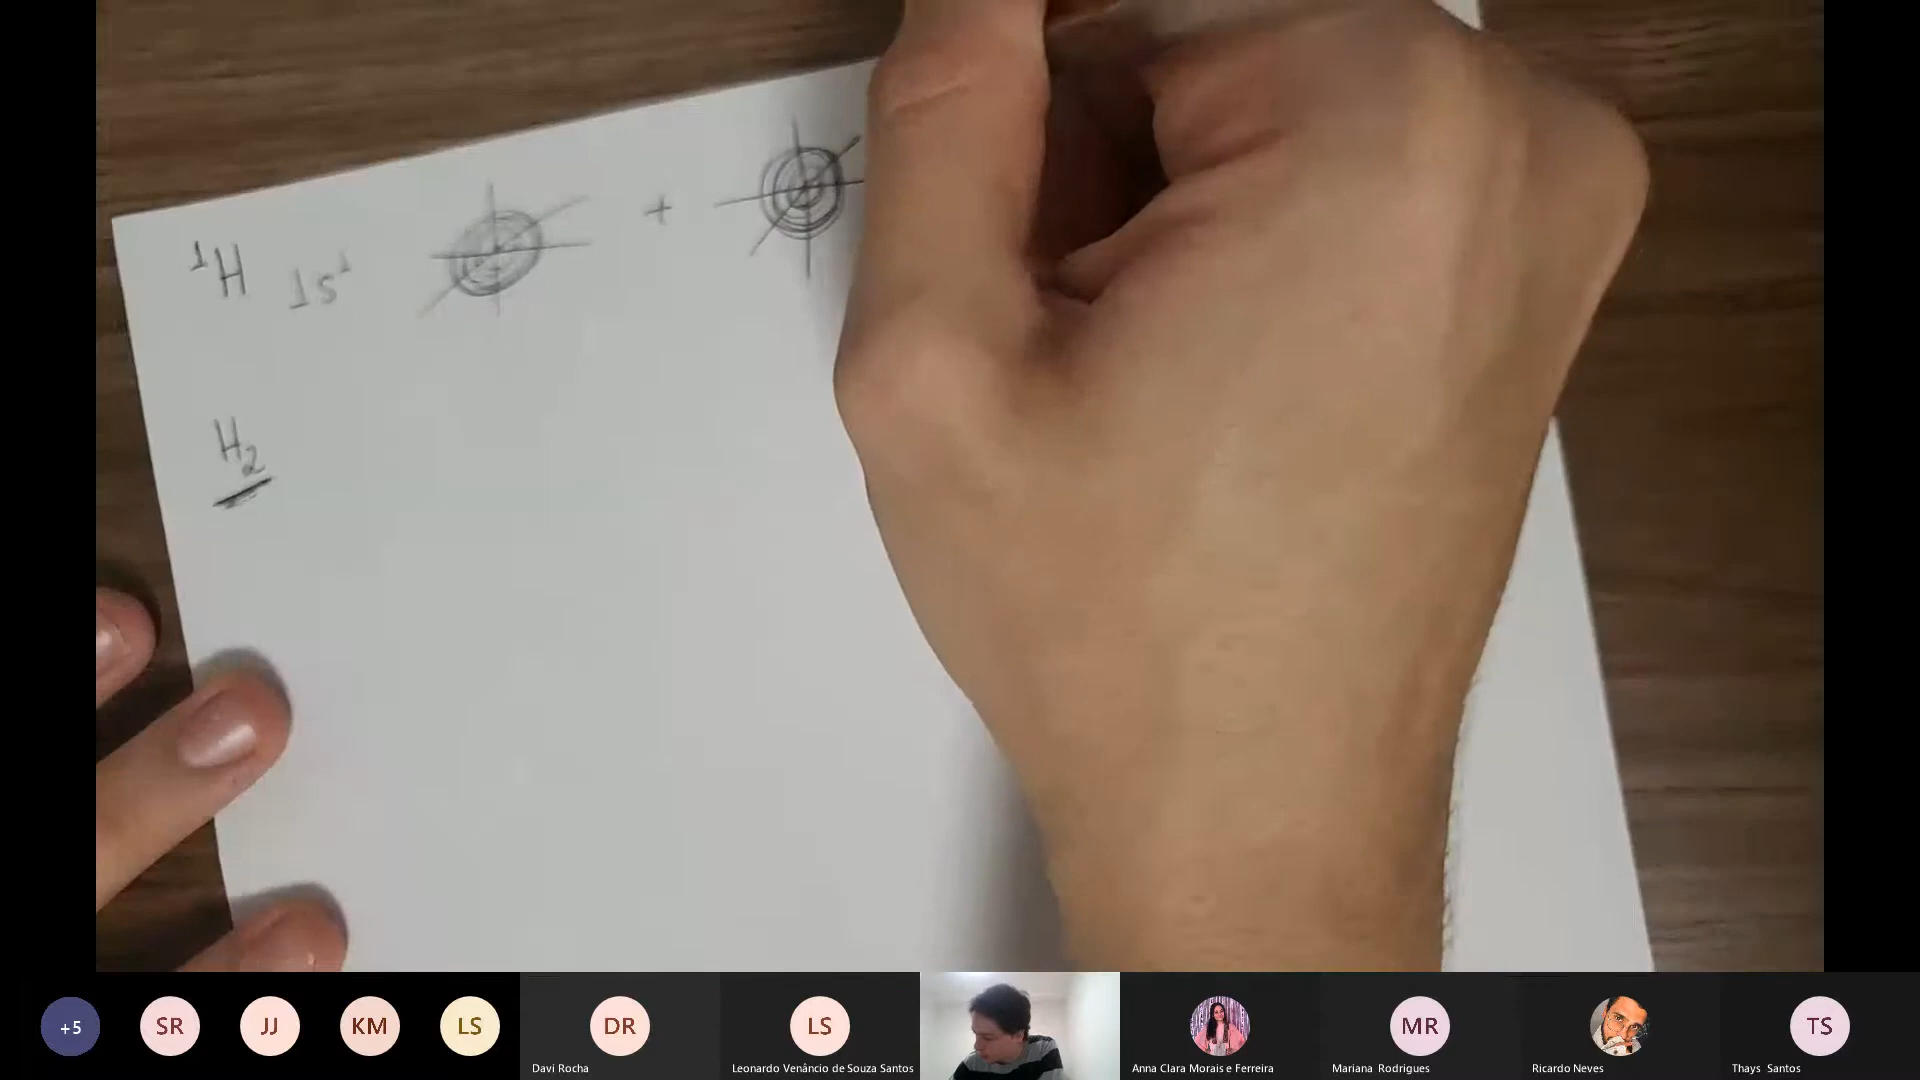 ¹H 1s¹ +
H₂
+5 SR JJ KM LS DR LS MR TS
Davi Rocha Leonardo Venâncio de Souza Santos Anna Clara Morais e Ferreira Mariana Rodrigues Ricardo Neves Thays Santos